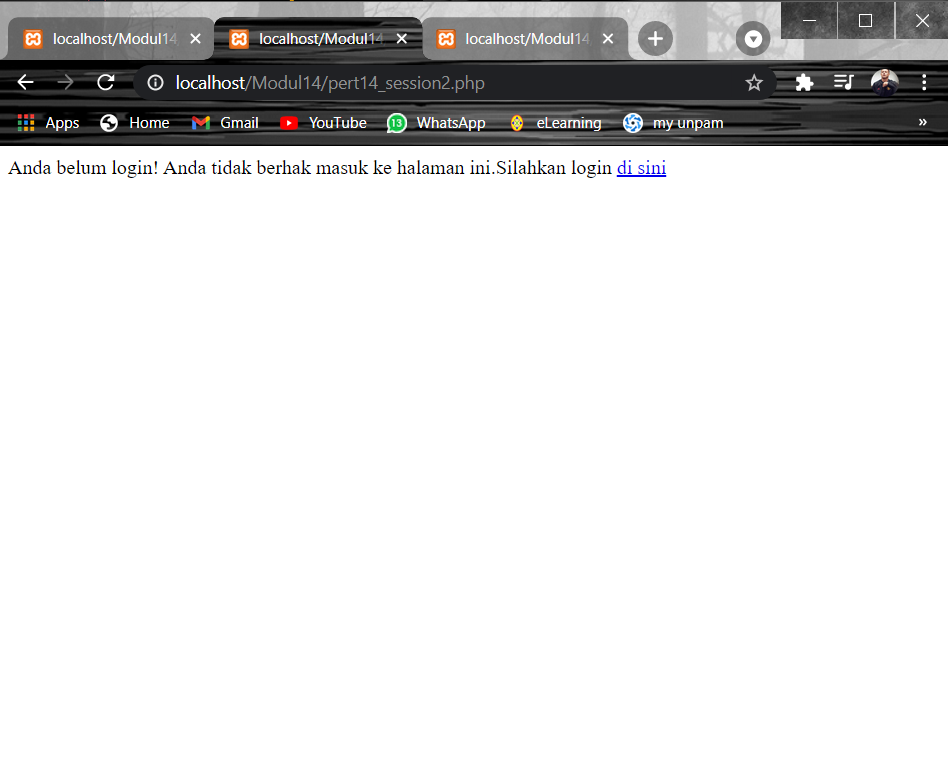 localhost/Modul14 localhost/Modul14 localhost/Modul14
localhost/Modul14/pert14_session2.php
Apps Home Gmail YouTube 13 WhatsApp eLearning my unpam »
Anda belum login! Anda tidak berhak masuk ke halaman ini.Silahkan login di sini